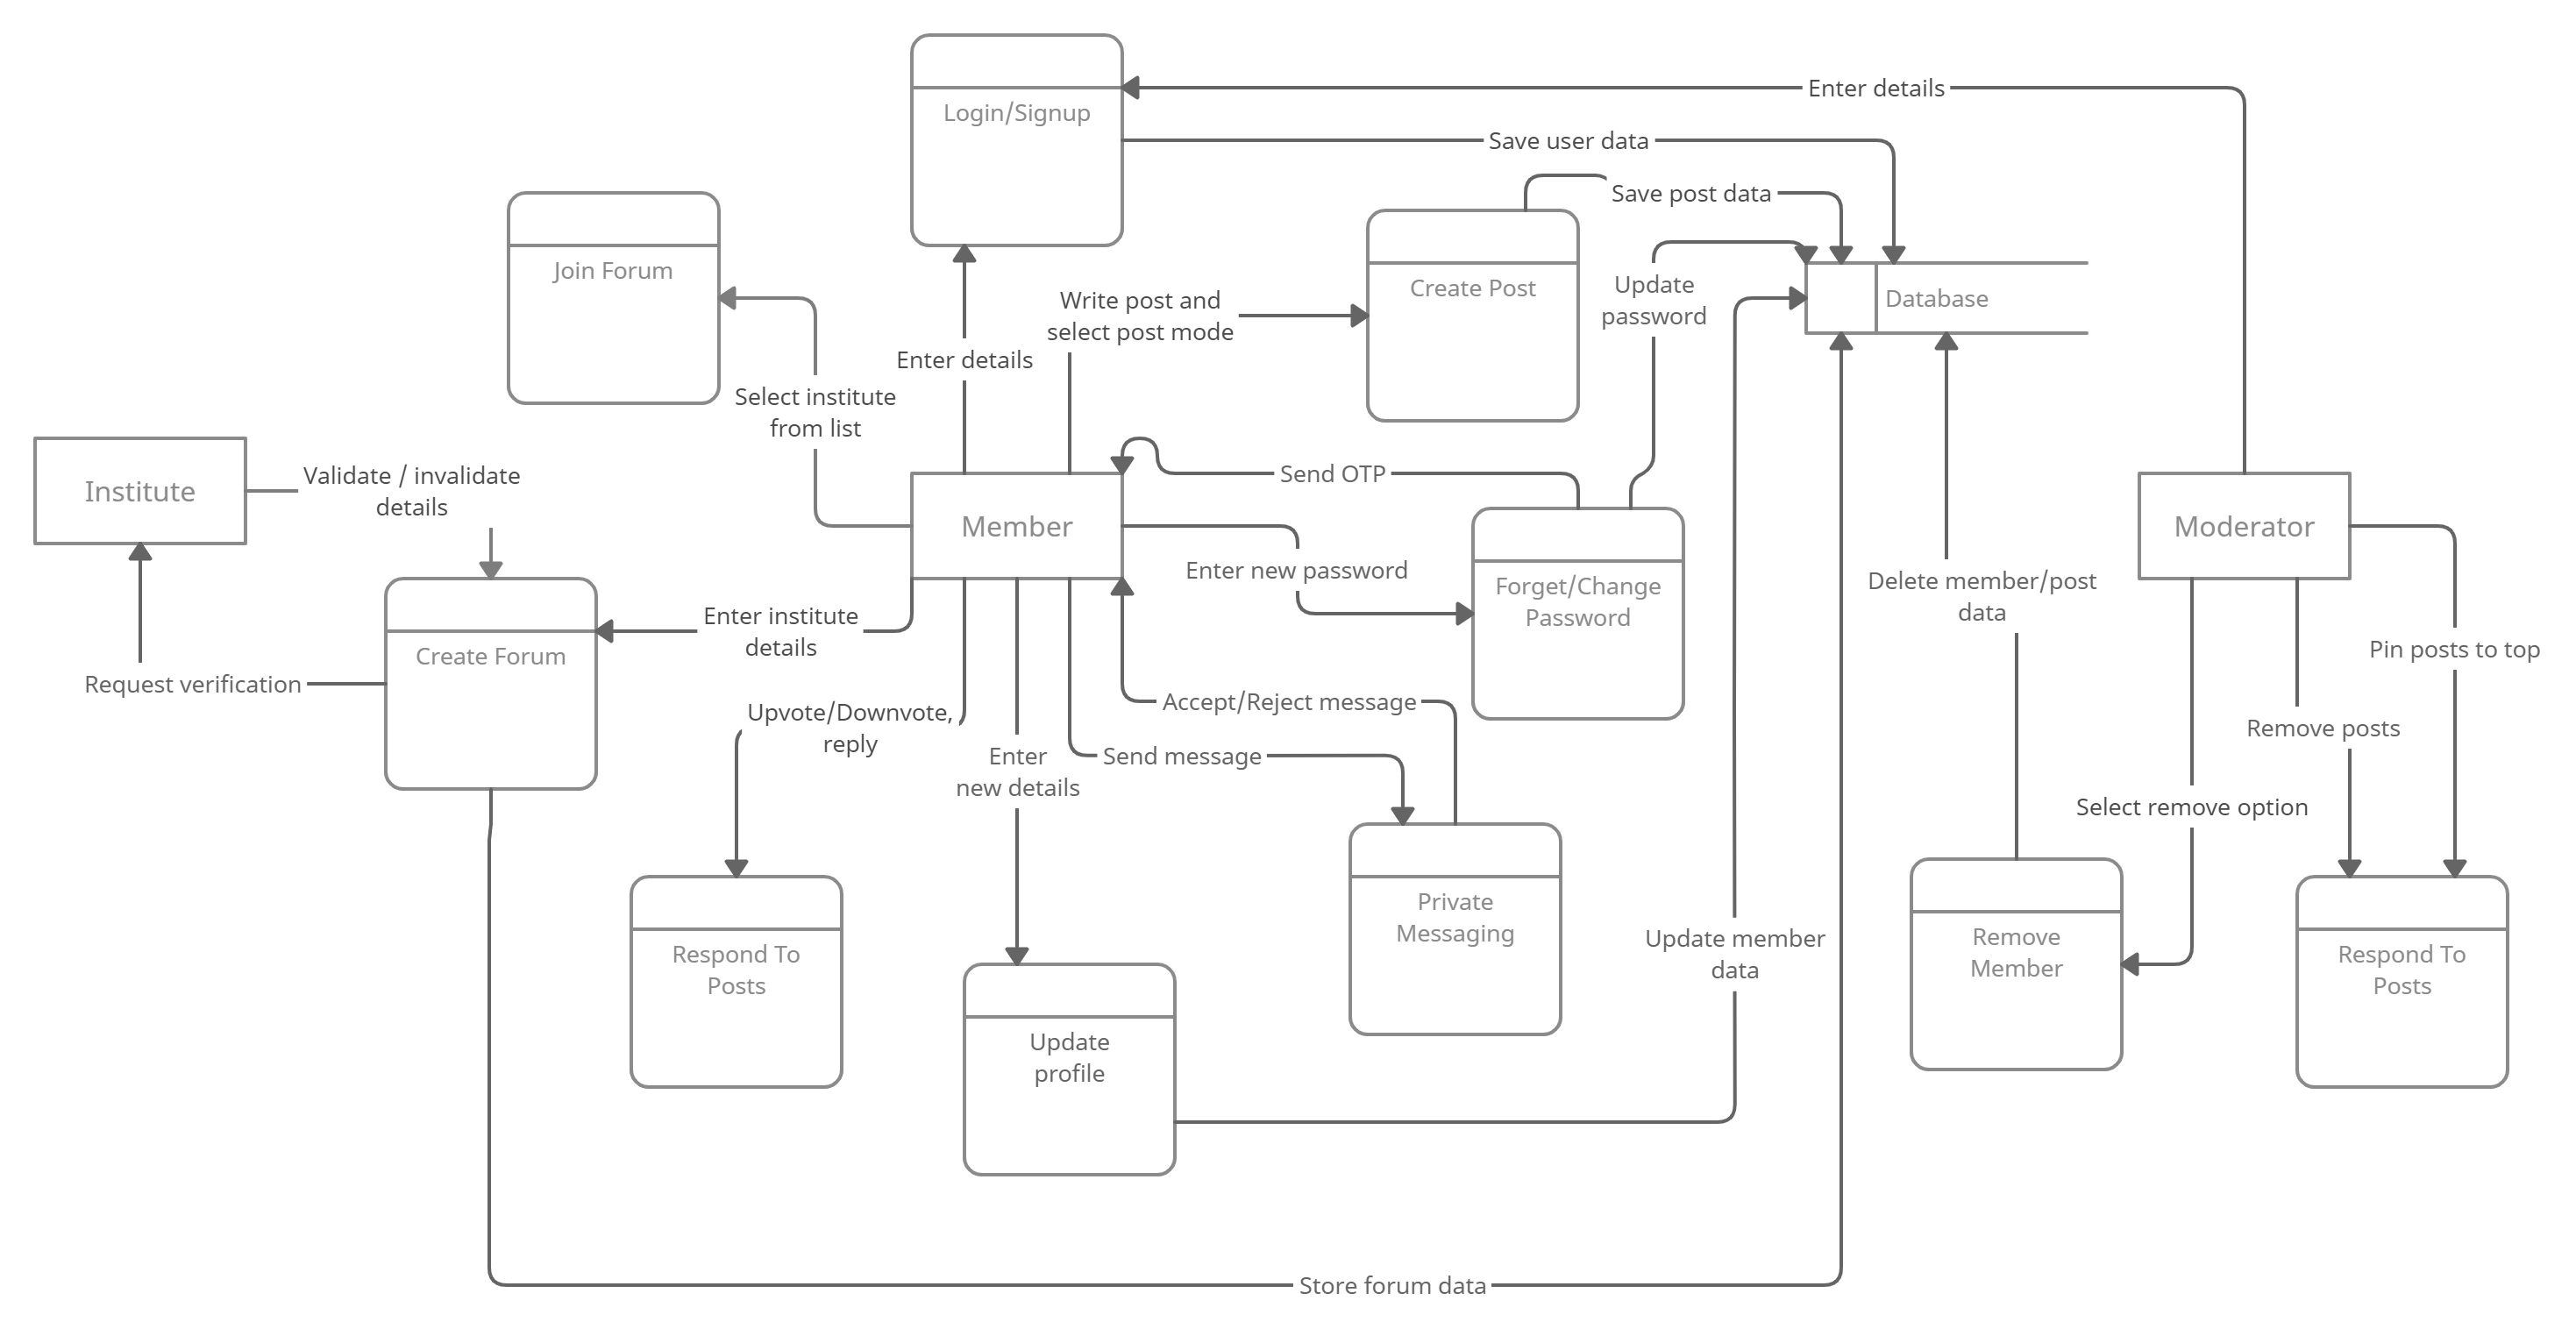 Login/Signup
Enter details
Save user data
Save post data
Join Forum
Create Post
Update
password
Database
Write post and
select post mode
Enter details
Select institute
from list
Institute
Validate / invalidate
details
Send OTP
Member
Moderator
Enter new password
Forget/Change
Password
Delete member/post
data
Enter institute
details
Create Forum
Request verification
Pin posts to top
Accept/Reject message
Upvote/Downvote,
reply
Remove posts
Enter
new details
Send message
Select remove option
Private
Messaging
Update member
data
Remove
Member
Respond To
Posts
Respond To
Posts
Update
profile
Store forum data